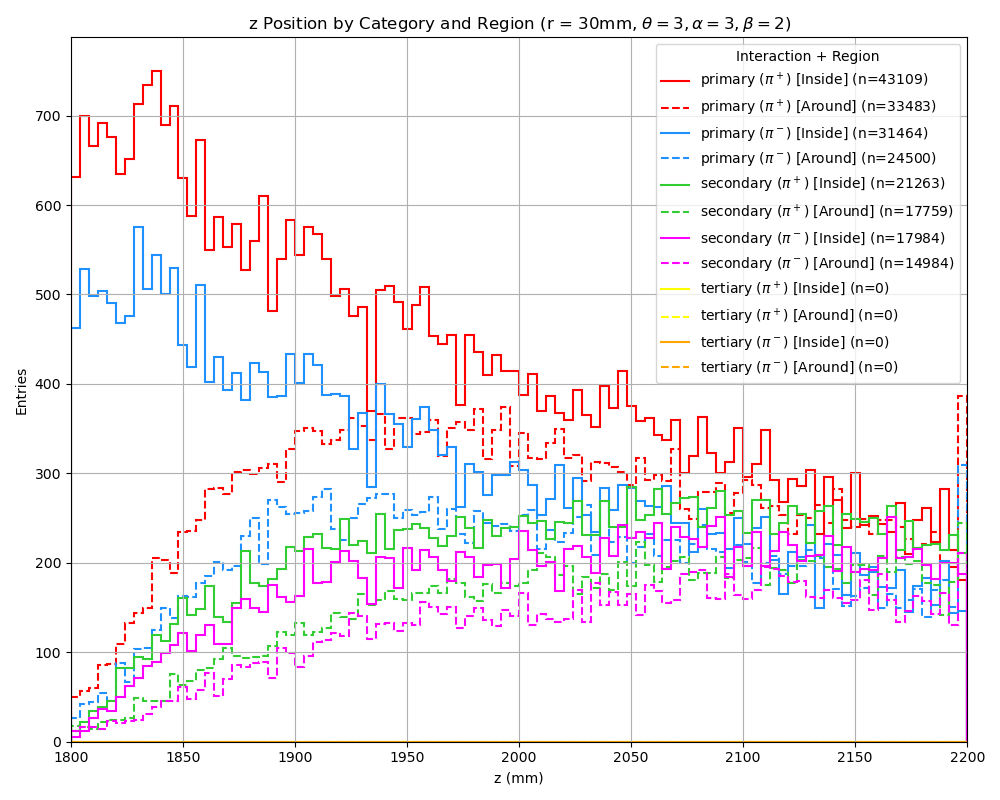 z Position by Category and Region (r = 30mm, θ = 3, α = 3, β = 2)
Interaction + Region
primary (π⁺) [Inside] (n=43109)
primary (π⁺) [Around] (n=33483)
primary (π⁻) [Inside] (n=31464)
primary (π⁻) [Around] (n=24500)
secondary (π⁺) [Inside] (n=21263)
secondary (π⁺) [Around] (n=17759)
secondary (π⁻) [Inside] (n=17984)
secondary (π⁻) [Around] (n=14984)
tertiary (π⁺) [Inside] (n=0)
tertiary (π⁺) [Around] (n=0)
tertiary (π⁻) [Inside] (n=0)
tertiary (π⁻) [Around] (n=0)
Entries
700
600
500
400
300
200
100
0
1800 1850 1900 1950 2000 2050 2100 2150 2200
z (mm)